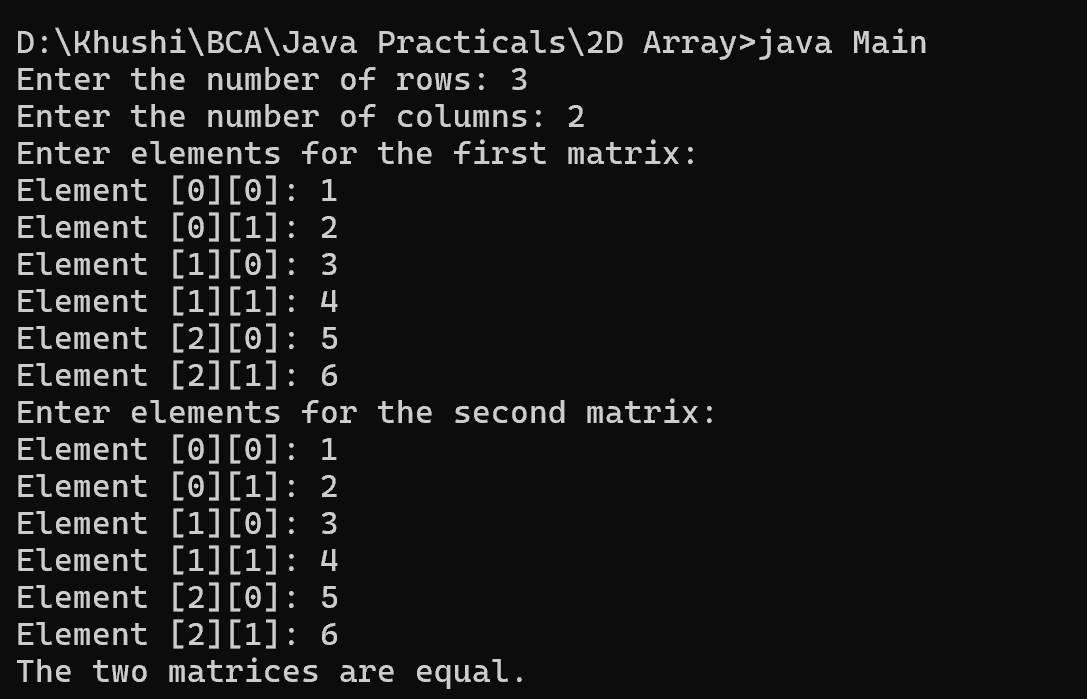 D:\Khushi\BCA\Java Practicals\2D Array>java Main
Enter the number of rows: 3
Enter the number of columns: 2
Enter elements for the first matrix:
Element [0][0]: 1
Element [0][1]: 2
Element [1][0]: 3
Element [1][1]: 4
Element [2][0]: 5
Element [2][1]: 6
Enter elements for the second matrix:
Element [0][0]: 1
Element [0][1]: 2
Element [1][0]: 3
Element [1][1]: 4
Element [2][0]: 5
Element [2][1]: 6
The two matrices are equal.